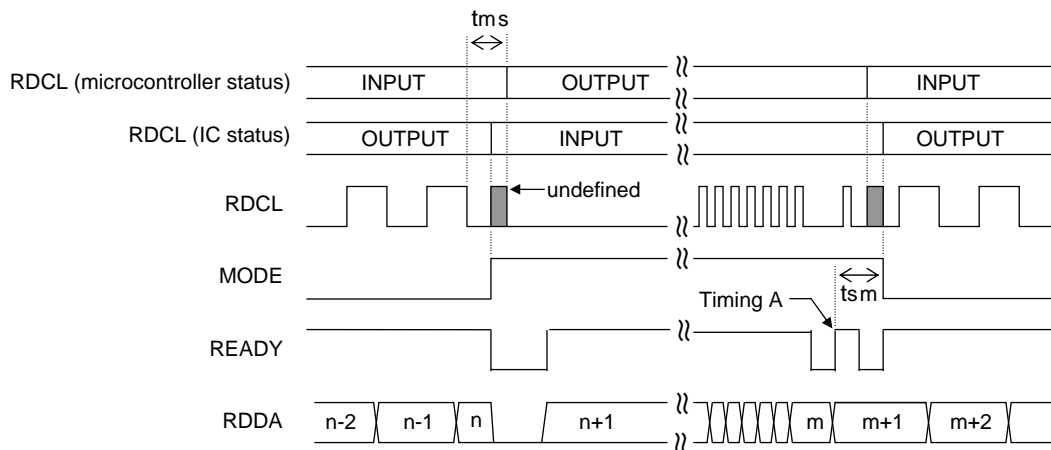 tms
RDCL (microcontroller status) INPUT OUTPUT INPUT
RDCL (IC status) OUTPUT INPUT OUTPUT
RDCL undefined
MODE
tsm
Timing A
READY
RDDA n-2 n-1 n n+1 m m+1 m+2